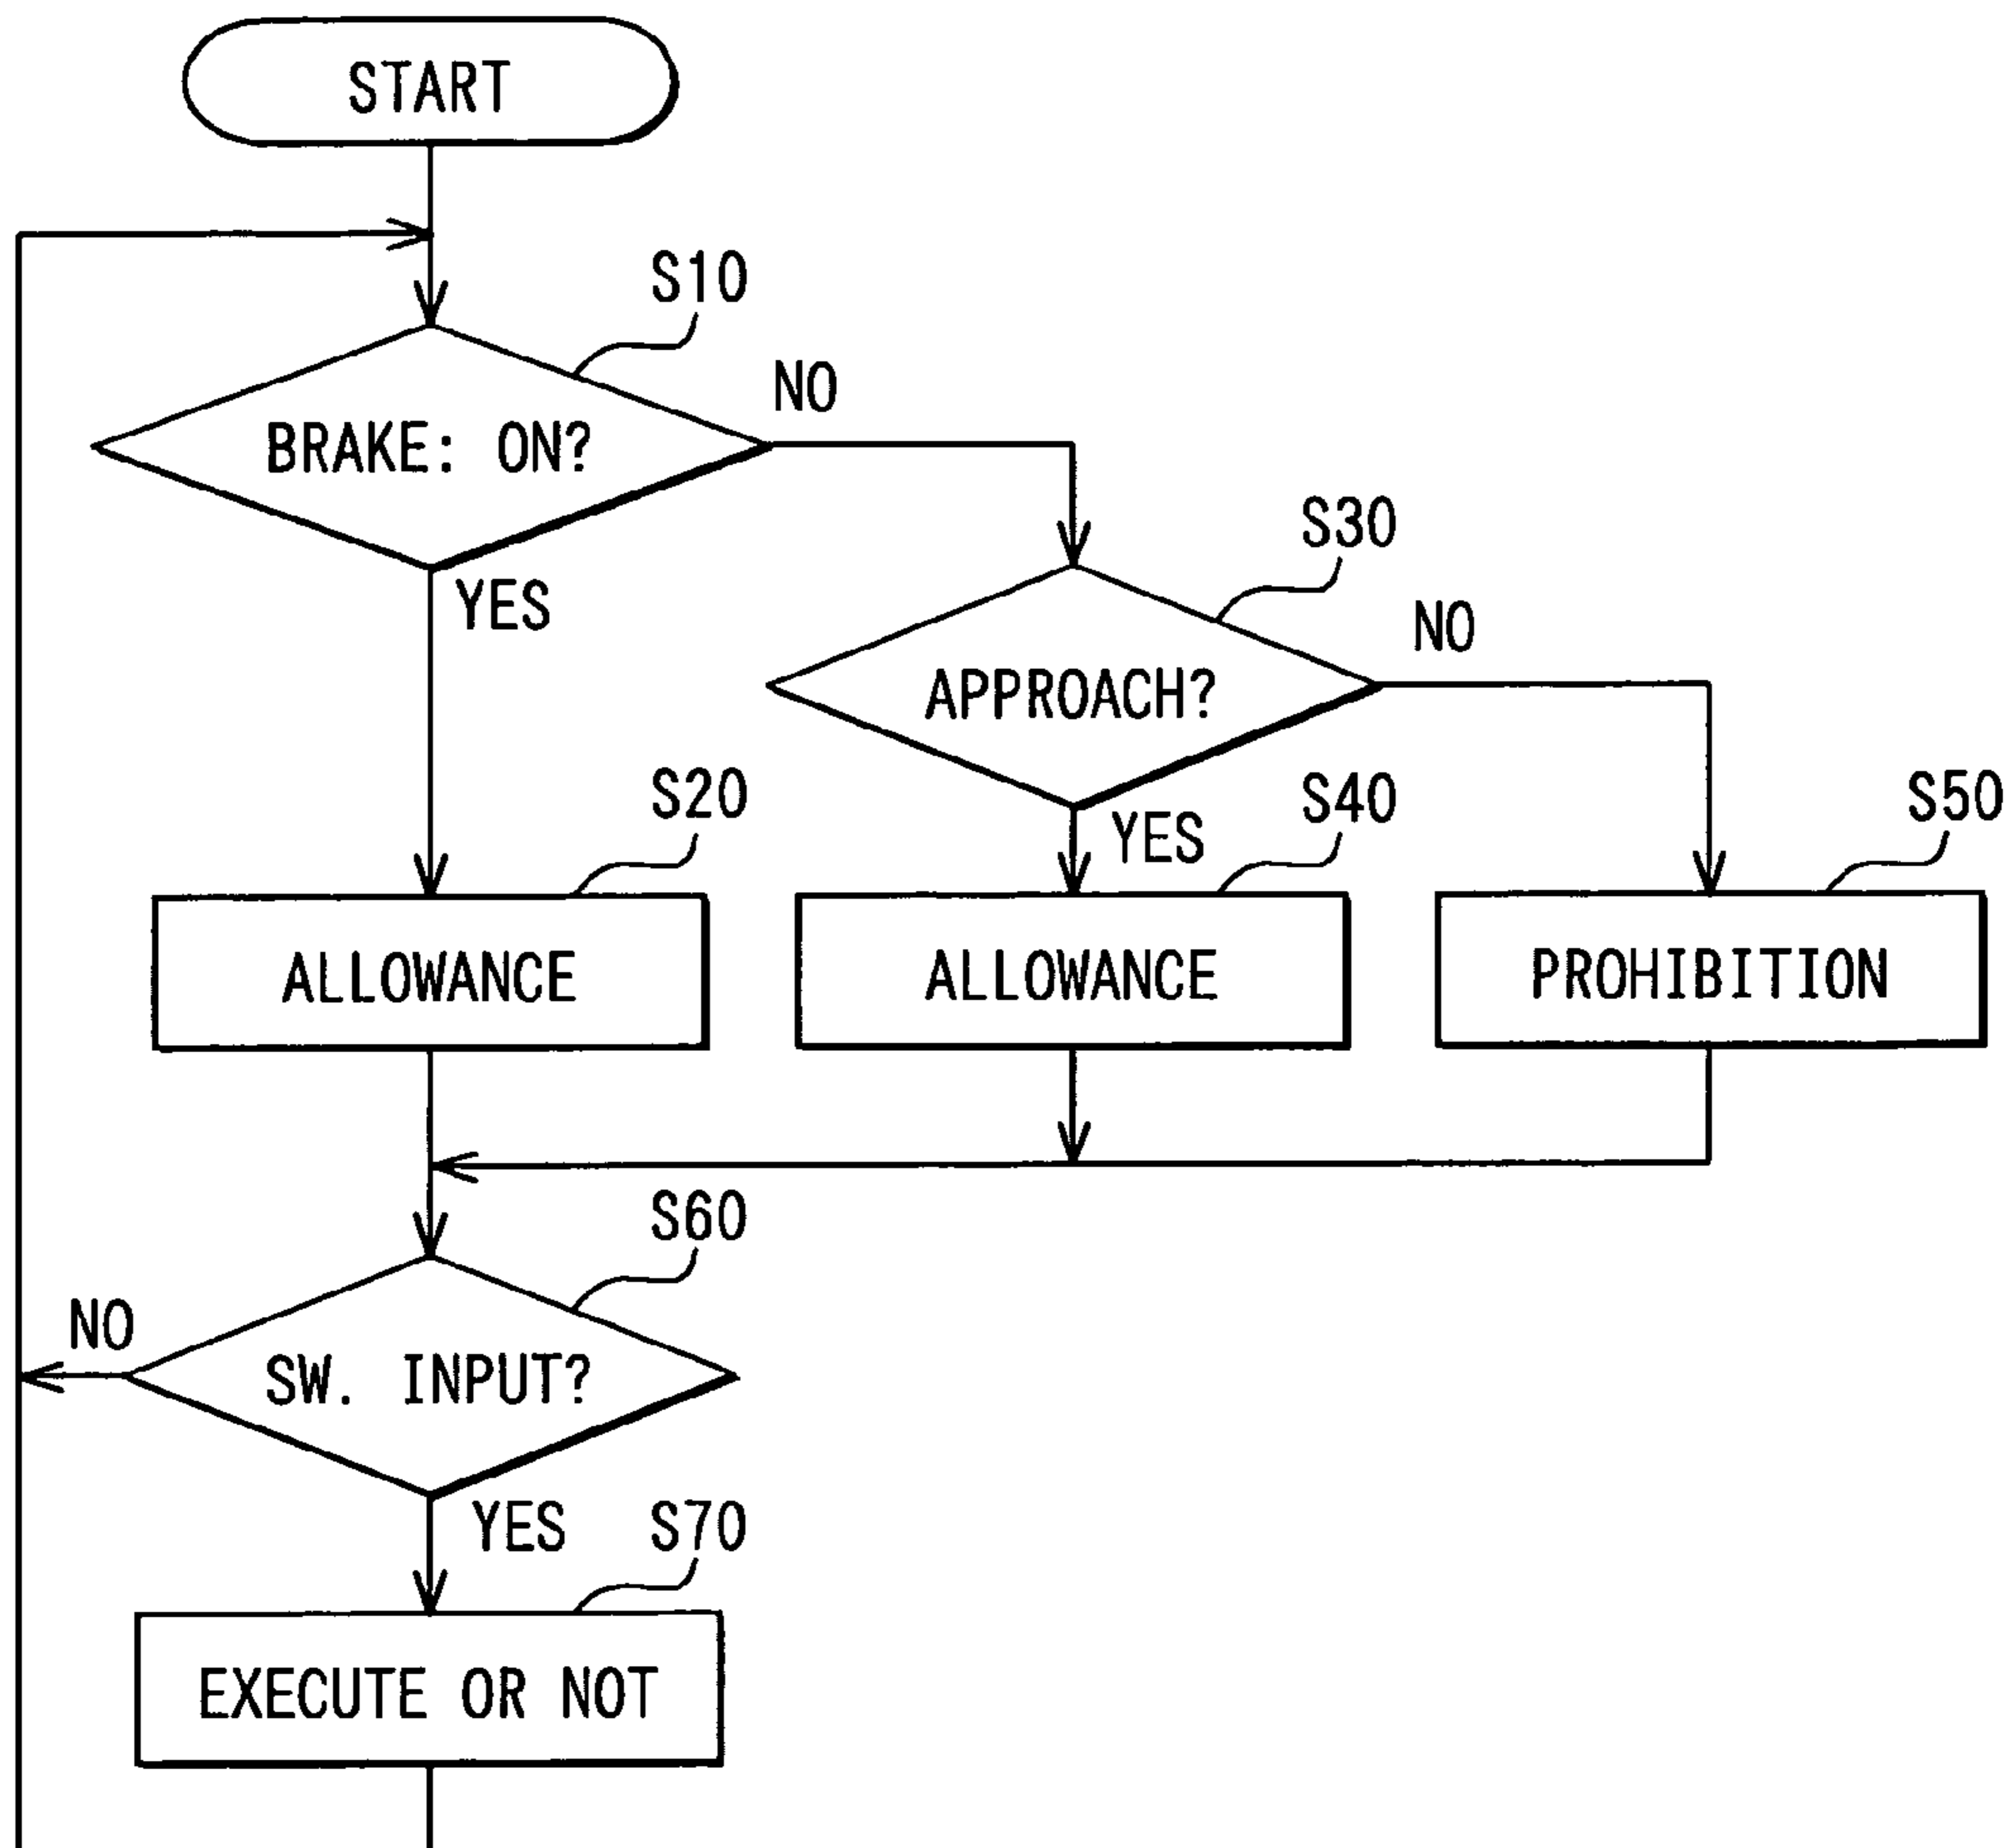 START
S10
NO
BRAKE: ON?
S30
YES
NO
APPROACH?
S20
S40
S50
YES
ALLOWANCE
ALLOWANCE
PROHIBITION
S60
NO
SW. INPUT?
YES
S70
EXECUTE OR NOT